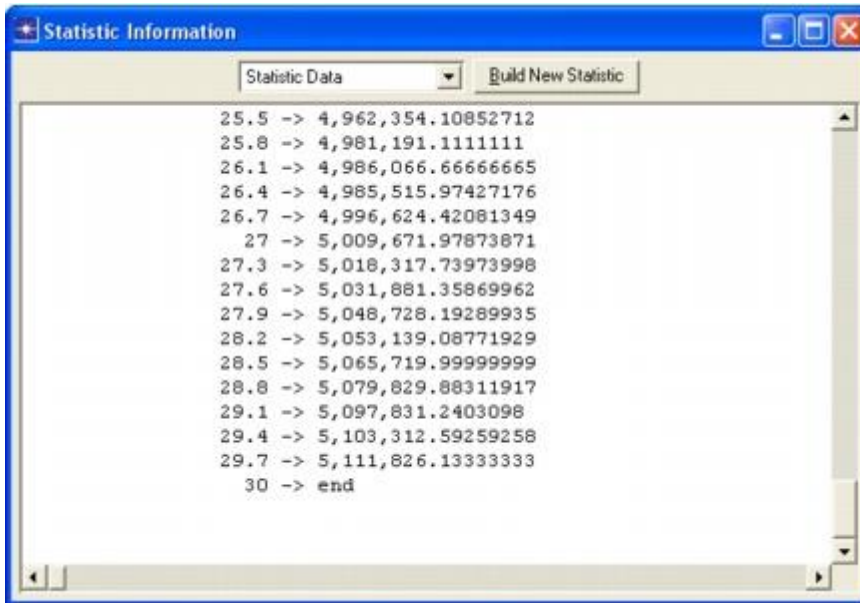 Statistic Information
Statistic Data Build New Statistic
25.5 -> 4,962,354.10852712
25.8 -> 4,981,191.1111111
26.1 -> 4,986,066.66666665
26.4 -> 4,985,515.97427176
26.7 -> 4,996,624.42081349
27 -> 5,009,671.97873871
27.3 -> 5,018,317.73973998
27.6 -> 5,031,881.35869962
27.9 -> 5,048,728.19289935
28.2 -> 5,053,139.08771929
28.5 -> 5,065,719.99999999
28.8 -> 5,079,829.88311917
29.1 -> 5,097,831.2403098
29.4 -> 5,103,312.59259258
29.7 -> 5,111,826.13333333
30 -> end